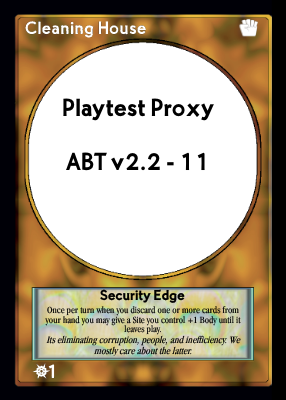 Cleaning House
Playtest Proxy
ABT v2.2 - 11
Security Edge
Once per turn when you discard one or more cards from
your hand you may give a Site you control +1 Body until it
leaves play.
Its eliminating corruption, people, and inefficiency. We
mostly care about the latter.
1